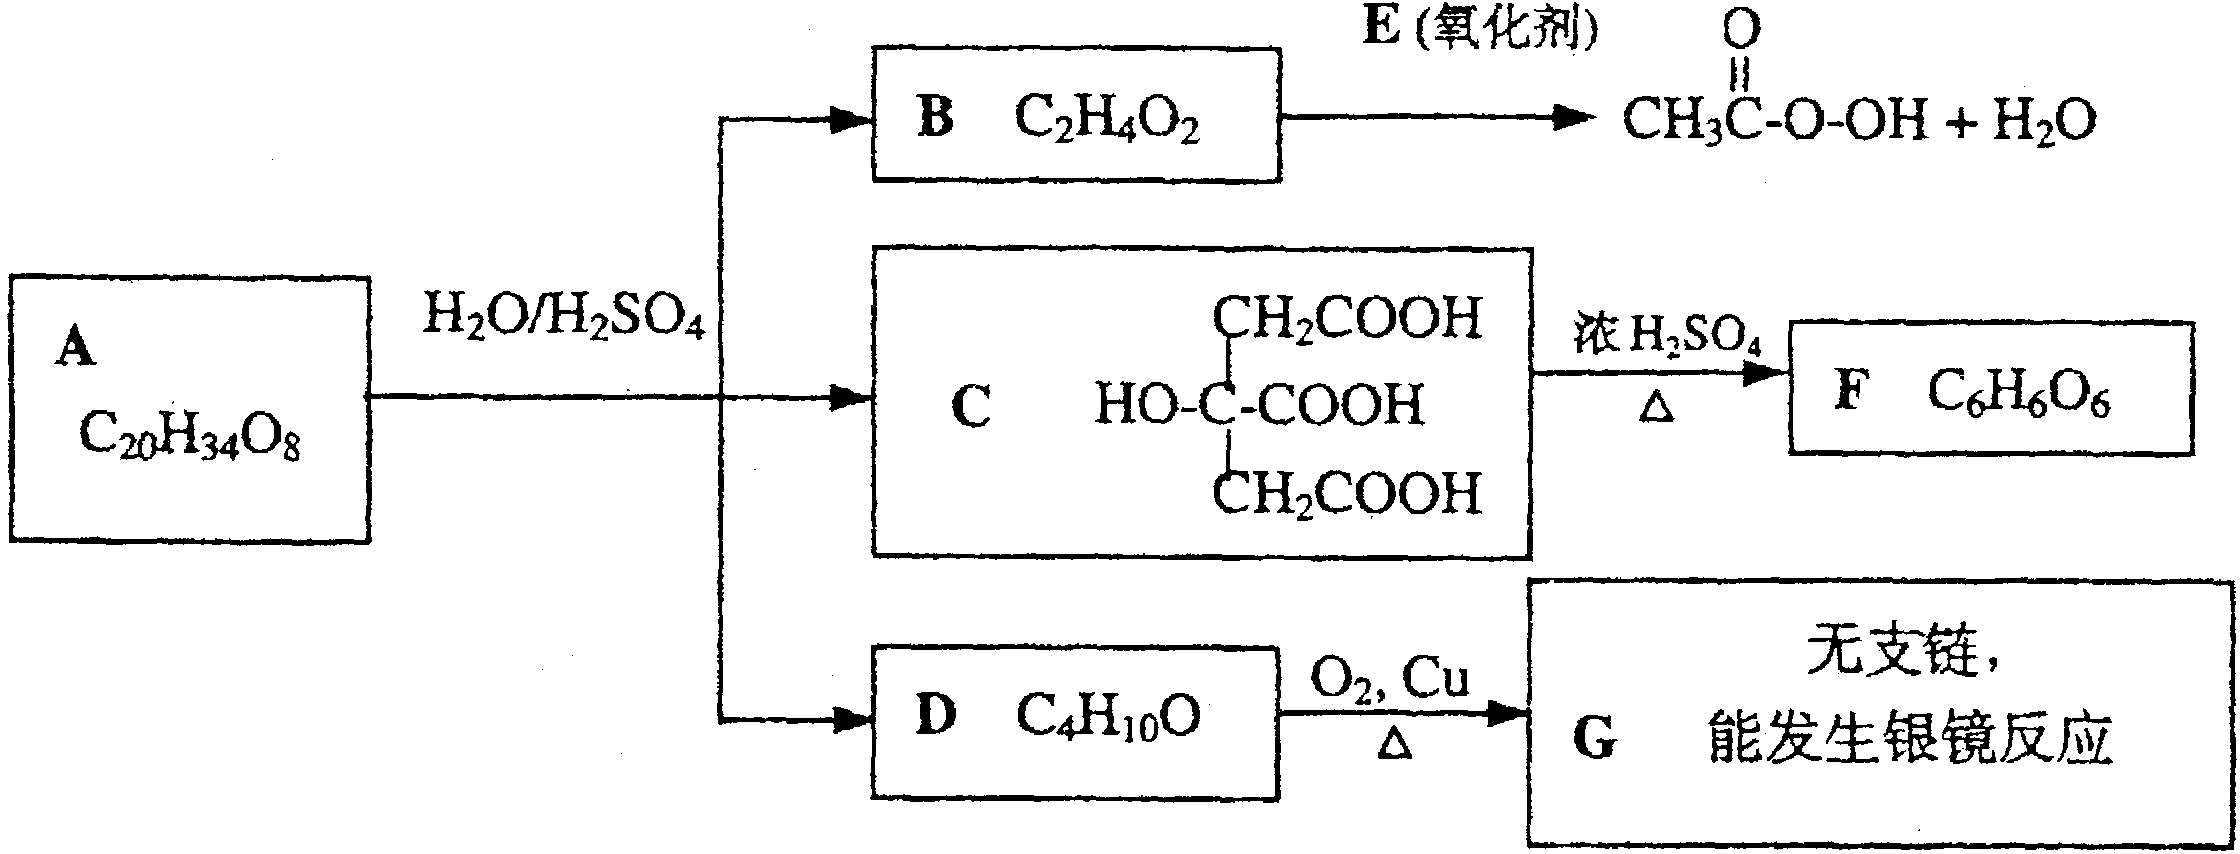 E (氧化剂)
O
B C₂H₄O₂
CH₃C-O-OH + H₂O
A
C₂₀H₃₄O₈
H₂O/H₂SO₄
C
CH₂COOH
HO-C-COOH
CH₂COOH
浓 H₂SO₄
△
F C₆H₆O₆
D C₄H₁₀O
O₂, Cu
△
G
无支链，
能发生银镜反应